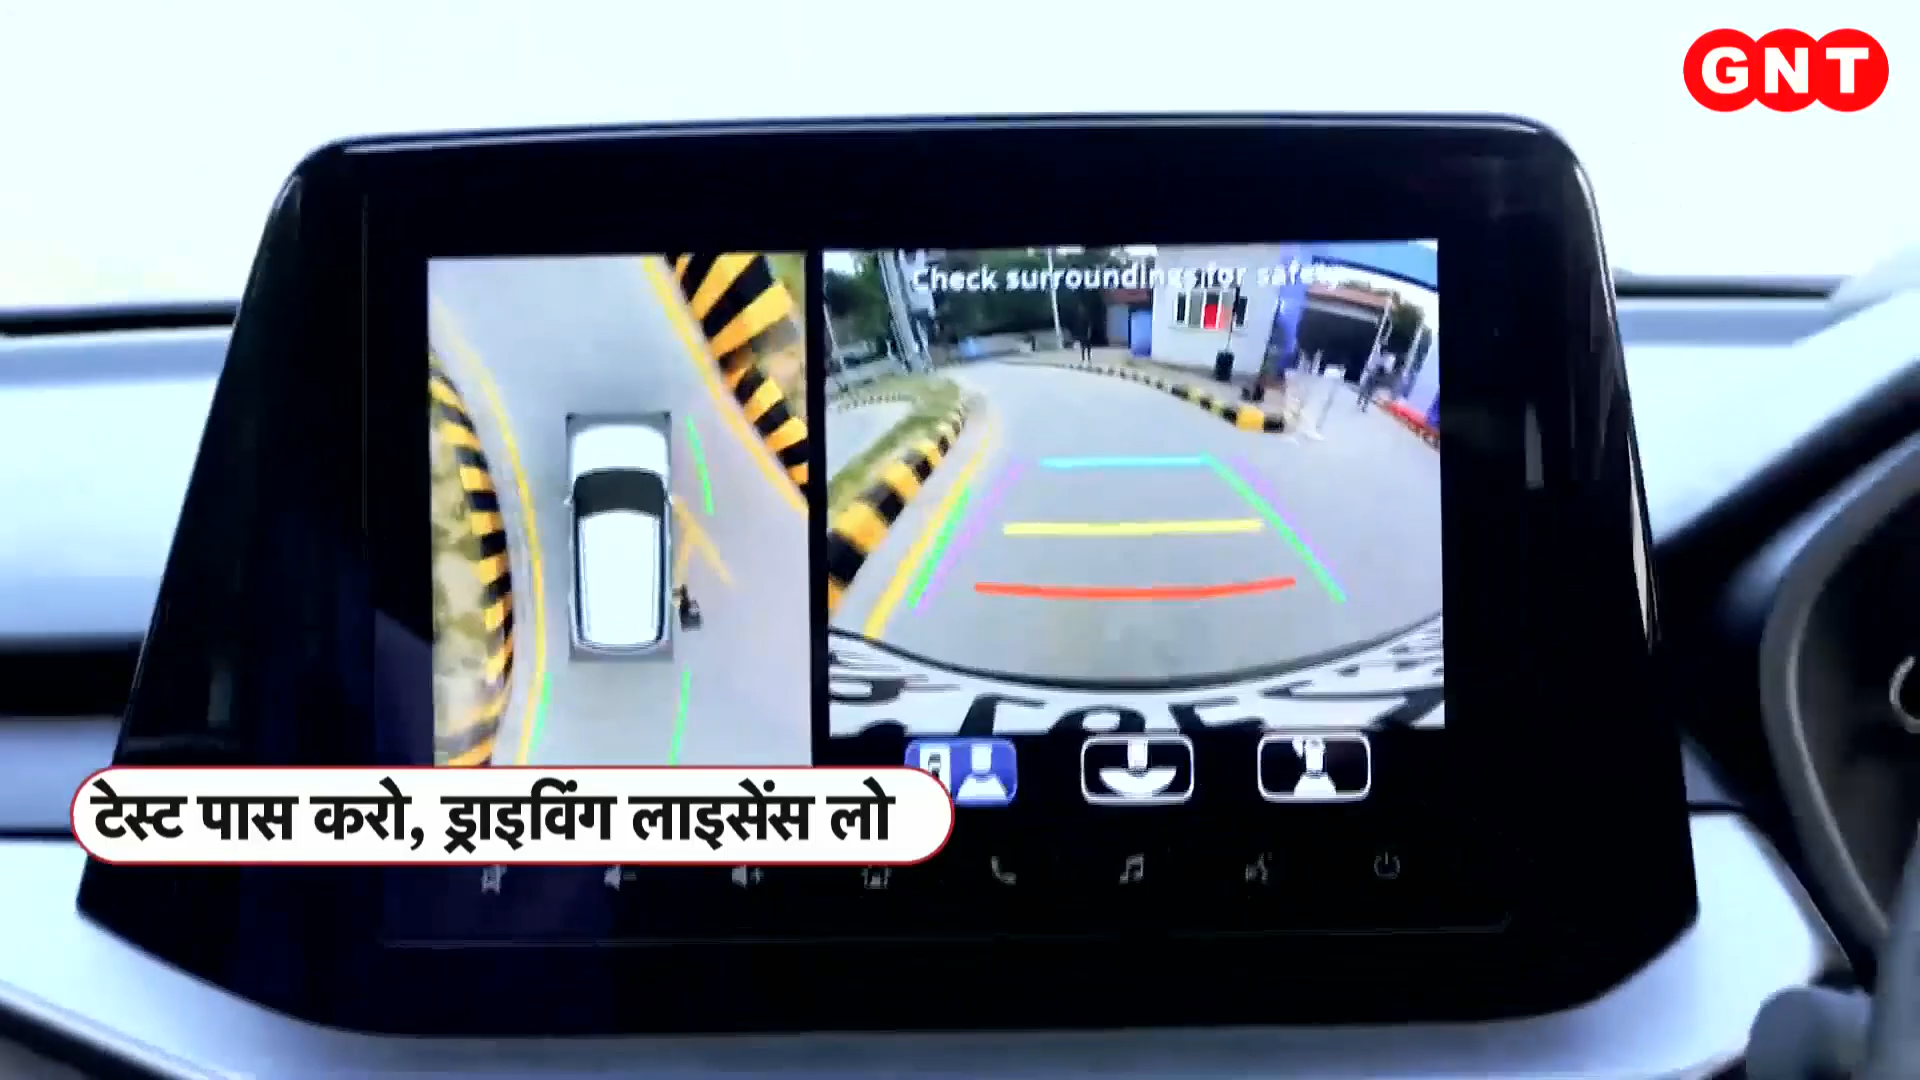 GNT
Check surroundings for safety
टेस्ट पास करो, ड्राइविंग लाइसेंस लो